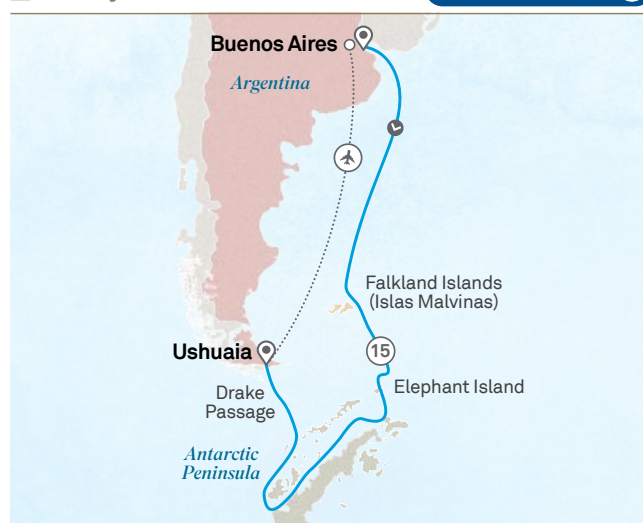 Buenos Aires
Argentina
Falkland Islands
(Islas Malvinas)
15
Ushuaia
Elephant Island
Drake
Passage
Antarctic
Peninsula